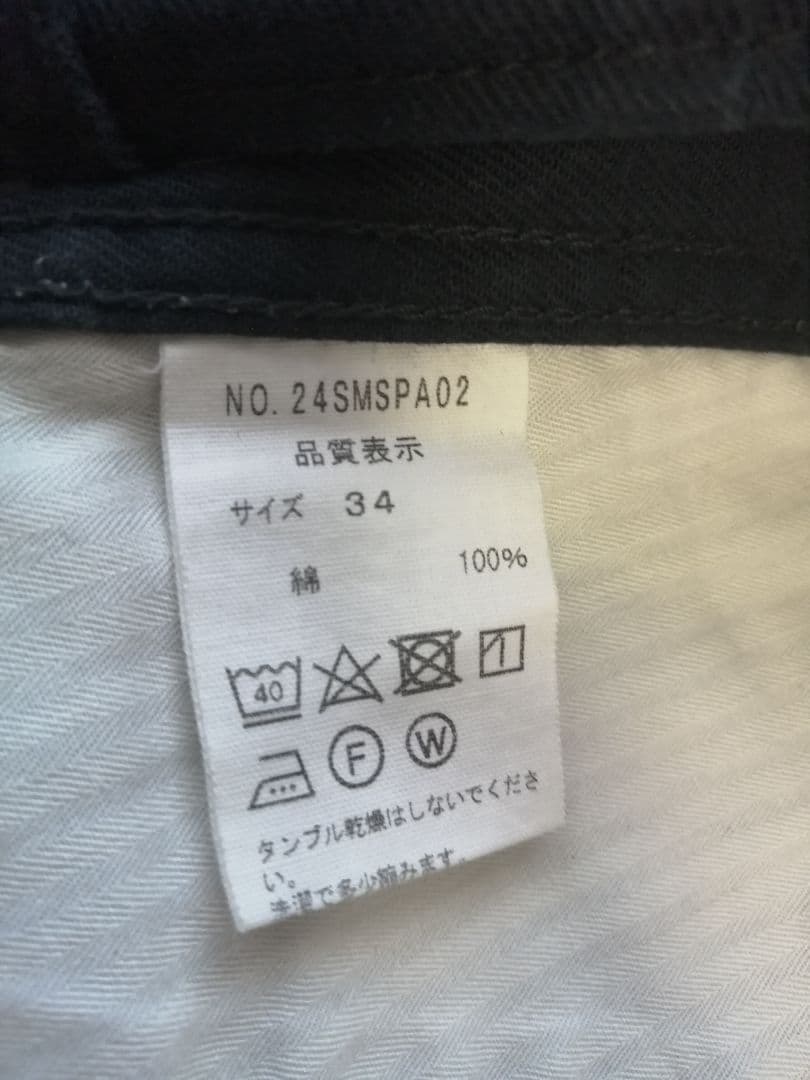 NO. 24SMSPA02
品質表示
サイズ 34
綿 100%
40
F W
タンブル乾燥はしないでくださ
い。
洗濯で多少縮みます。